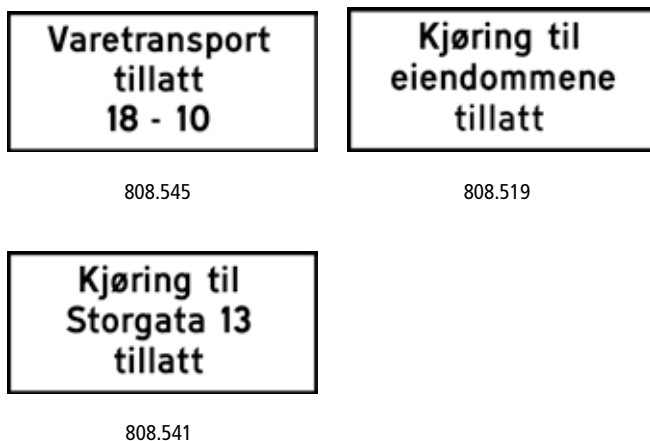 Varetransport
tillatt
18 - 10
808.545
Kjøring til
eiendommene
tillatt
808.519
Kjøring til
Storgata 13
tillatt
808.541